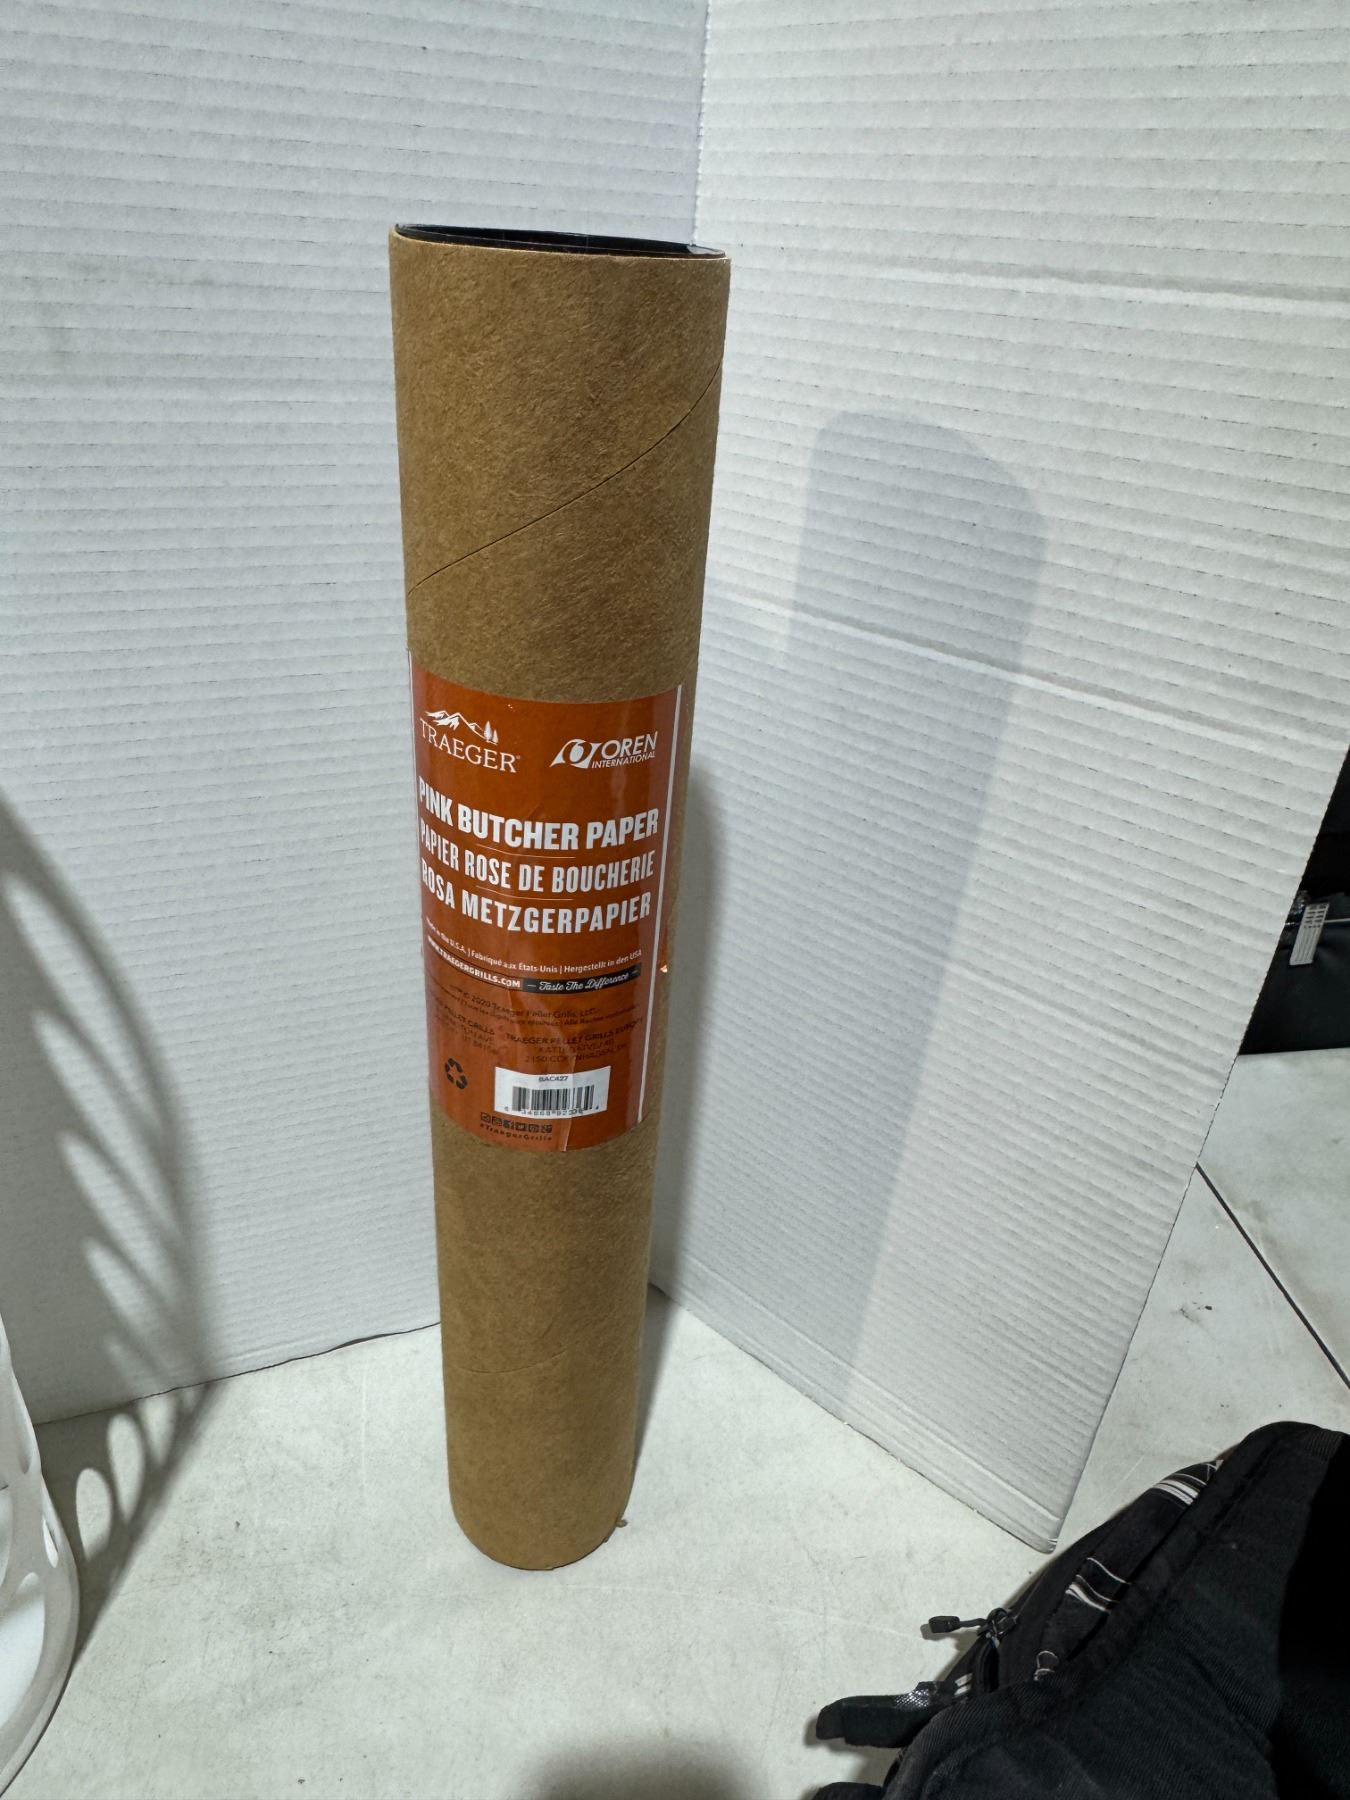 TRAEGER®
OREN
INTERNATIONAL
PINK BUTCHER PAPER
PAPIER ROSE DE BOUCHERIE
ROSA METZGERPAPIER
in the U.S.A. | Fabriqué aux États-Unis | Hergestellt in den USA
WWW.TRAEGERGRILLS.COM — Taste The Difference —
© 2020 Traeger Pellet Grills, LLC.
PELLET GRILLS
TRAEGER PELLET GRILLS EUROPE
2150 COPENHAGEN, DK
BAC427
#TraegerGrills